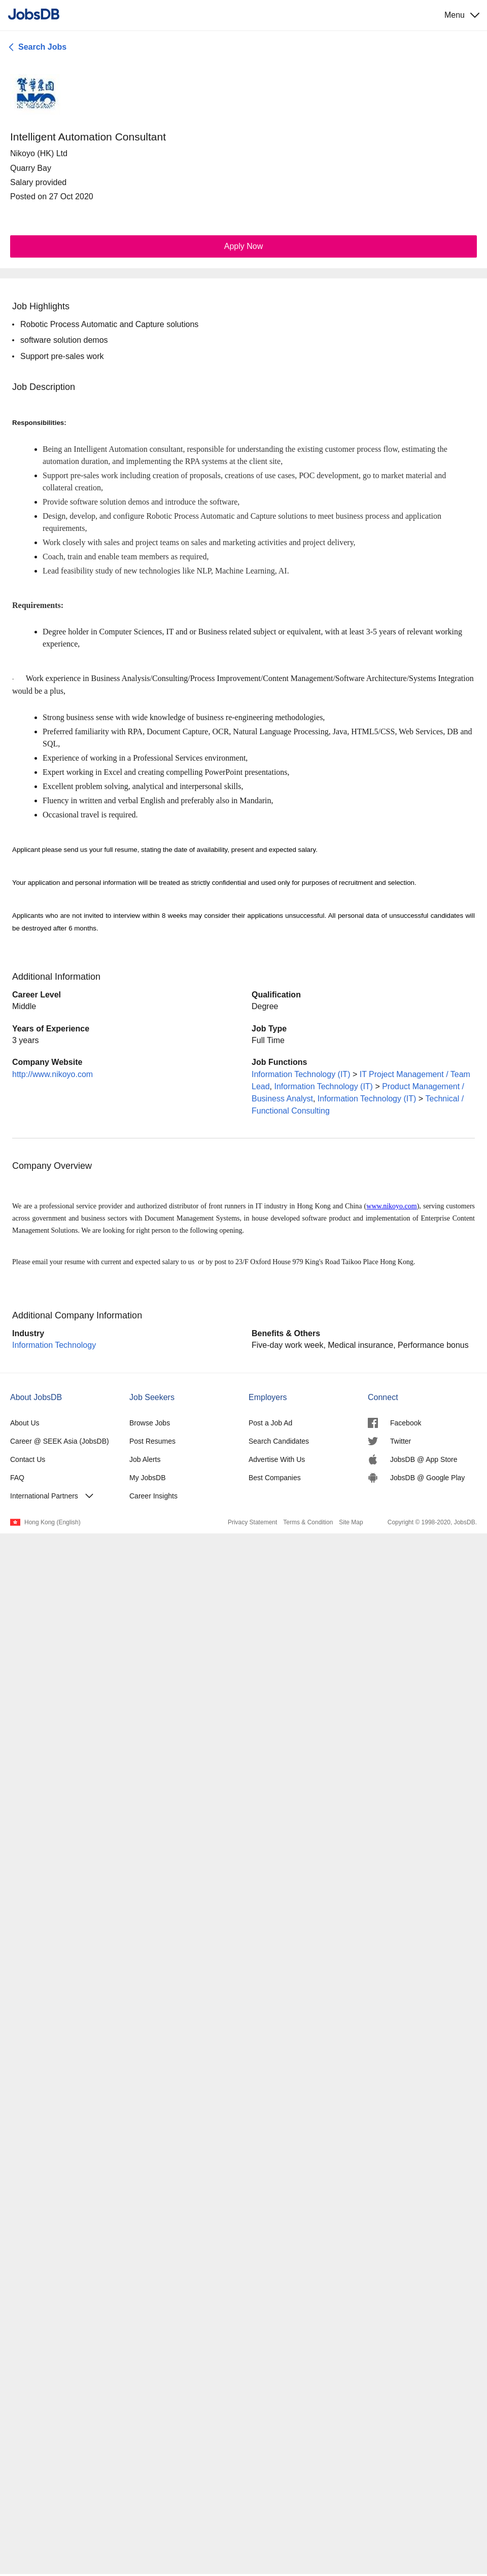 JobsDB
Menu
Search Jobs
贊華集團
NKO
Intelligent Automation Consultant
Nikoyo (HK) Ltd
Quarry Bay
Salary provided
Posted on 27 Oct 2020
Apply Now
Job Highlights
• Robotic Process Automatic and Capture solutions
• software solution demos
• Support pre-sales work
Job Description
Responsibilities:
• Being an Intelligent Automation consultant, responsible for understanding the existing customer process flow, estimating the
automation duration, and implementing the RPA systems at the client site,
• Support pre-sales work including creation of proposals, creations of use cases, POC development, go to market material and
collateral creation,
• Provide software solution demos and introduce the software,
• Design, develop, and configure Robotic Process Automatic and Capture solutions to meet business process and application
requirements,
• Work closely with sales and project teams on sales and marketing activities and project delivery,
• Coach, train and enable team members as required,
• Lead feasibility study of new technologies like NLP, Machine Learning, AI.
Requirements:
• Degree holder in Computer Sciences, IT and or Business related subject or equivalent, with at least 3-5 years of relevant working
experience,
· Work experience in Business Analysis/Consulting/Process Improvement/Content Management/Software Architecture/Systems Integration
would be a plus,
• Strong business sense with wide knowledge of business re-engineering methodologies,
• Preferred familiarity with RPA, Document Capture, OCR, Natural Language Processing, Java, HTML5/CSS, Web Services, DB and
SQL,
• Experience of working in a Professional Services environment,
• Expert working in Excel and creating compelling PowerPoint presentations,
• Excellent problem solving, analytical and interpersonal skills,
• Fluency in written and verbal English and preferably also in Mandarin,
• Occasional travel is required.
Applicant please send us your full resume, stating the date of availability, present and expected salary.
Your application and personal information will be treated as strictly confidential and used only for purposes of recruitment and selection.
Applicants who are not invited to interview within 8 weeks may consider their applications unsuccessful. All personal data of unsuccessful candidates will
be destroyed after 6 months.
Additional Information
Career Level
Middle
Qualification
Degree
Years of Experience
3 years
Job Type
Full Time
Company Website
http://www.nikoyo.com
Job Functions
Information Technology (IT) > IT Project Management / Team
Lead, Information Technology (IT) > Product Management /
Business Analyst, Information Technology (IT) > Technical /
Functional Consulting
Company Overview
We are a professional service provider and authorized distributor of front runners in IT industry in Hong Kong and China (www.nikoyo.com), serving customers
across government and business sectors with Document Management Systems, in house developed software product and implementation of Enterprise Content
Management Solutions. We are looking for right person to the following opening.
Please email your resume with current and expected salary to us  or by post to 23/F Oxford House 979 King's Road Taikoo Place Hong Kong.
Additional Company Information
Industry
Information Technology
Benefits & Others
Five-day work week, Medical insurance, Performance bonus
About JobsDB
About Us
Career @ SEEK Asia (JobsDB)
Contact Us
FAQ
International Partners
Job Seekers
Browse Jobs
Post Resumes
Job Alerts
My JobsDB
Career Insights
Employers
Post a Job Ad
Search Candidates
Advertise With Us
Best Companies
Connect
Facebook
Twitter
JobsDB @ App Store
JobsDB @ Google Play
Hong Kong (English)
Privacy Statement Terms & Condition Site Map Copyright © 1998-2020, JobsDB.